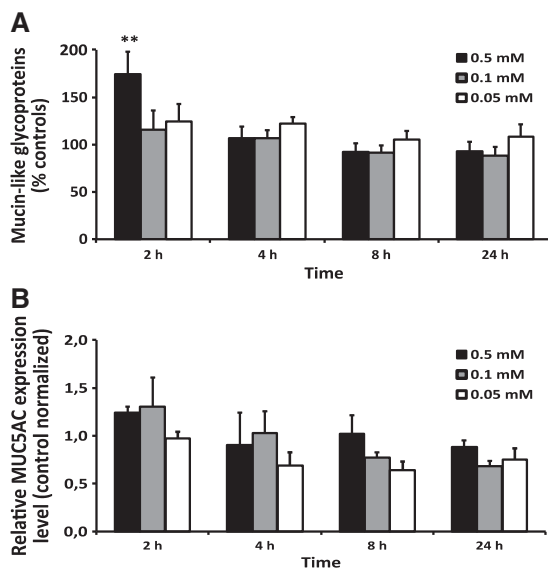 A
Mucin-like glycoproteins
(% controls)
200
150
100
50
0
**
0.5 mM
0.1 mM
0.05 mM
2 h 4 h 8 h 24 h
Time
B
Relative MUC5AC expression
level (control normalized)
2,0
1,5
1,0
0,5
0,0
0.5 mM
0.1 mM
0.05 mM
2 h 4 h 8 h 24 h
Time